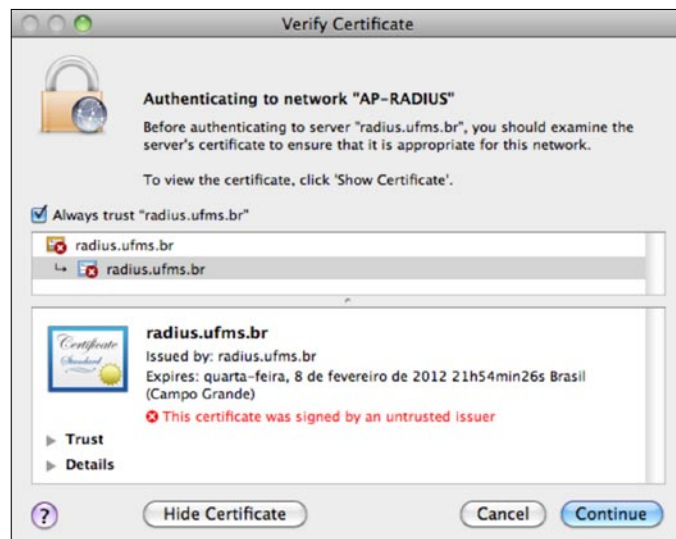 Verify Certificate
Authenticating to network "AP-RADIUS"
Before authenticating to server "radius.ufms.br", you should examine the
server's certificate to ensure that it is appropriate for this network.
To view the certificate, click 'Show Certificate'.
Always trust "radius.ufms.br"
radius.ufms.br
radius.ufms.br
Certificate
Standard
radius.ufms.br
Issued by: radius.ufms.br
Expires: quarta-feira, 8 de fevereiro de 2012 21h54min26s Brasil
(Campo Grande)
This certificate was signed by an untrusted issuer
Trust
Details
?
Hide Certificate
Cancel
Continue